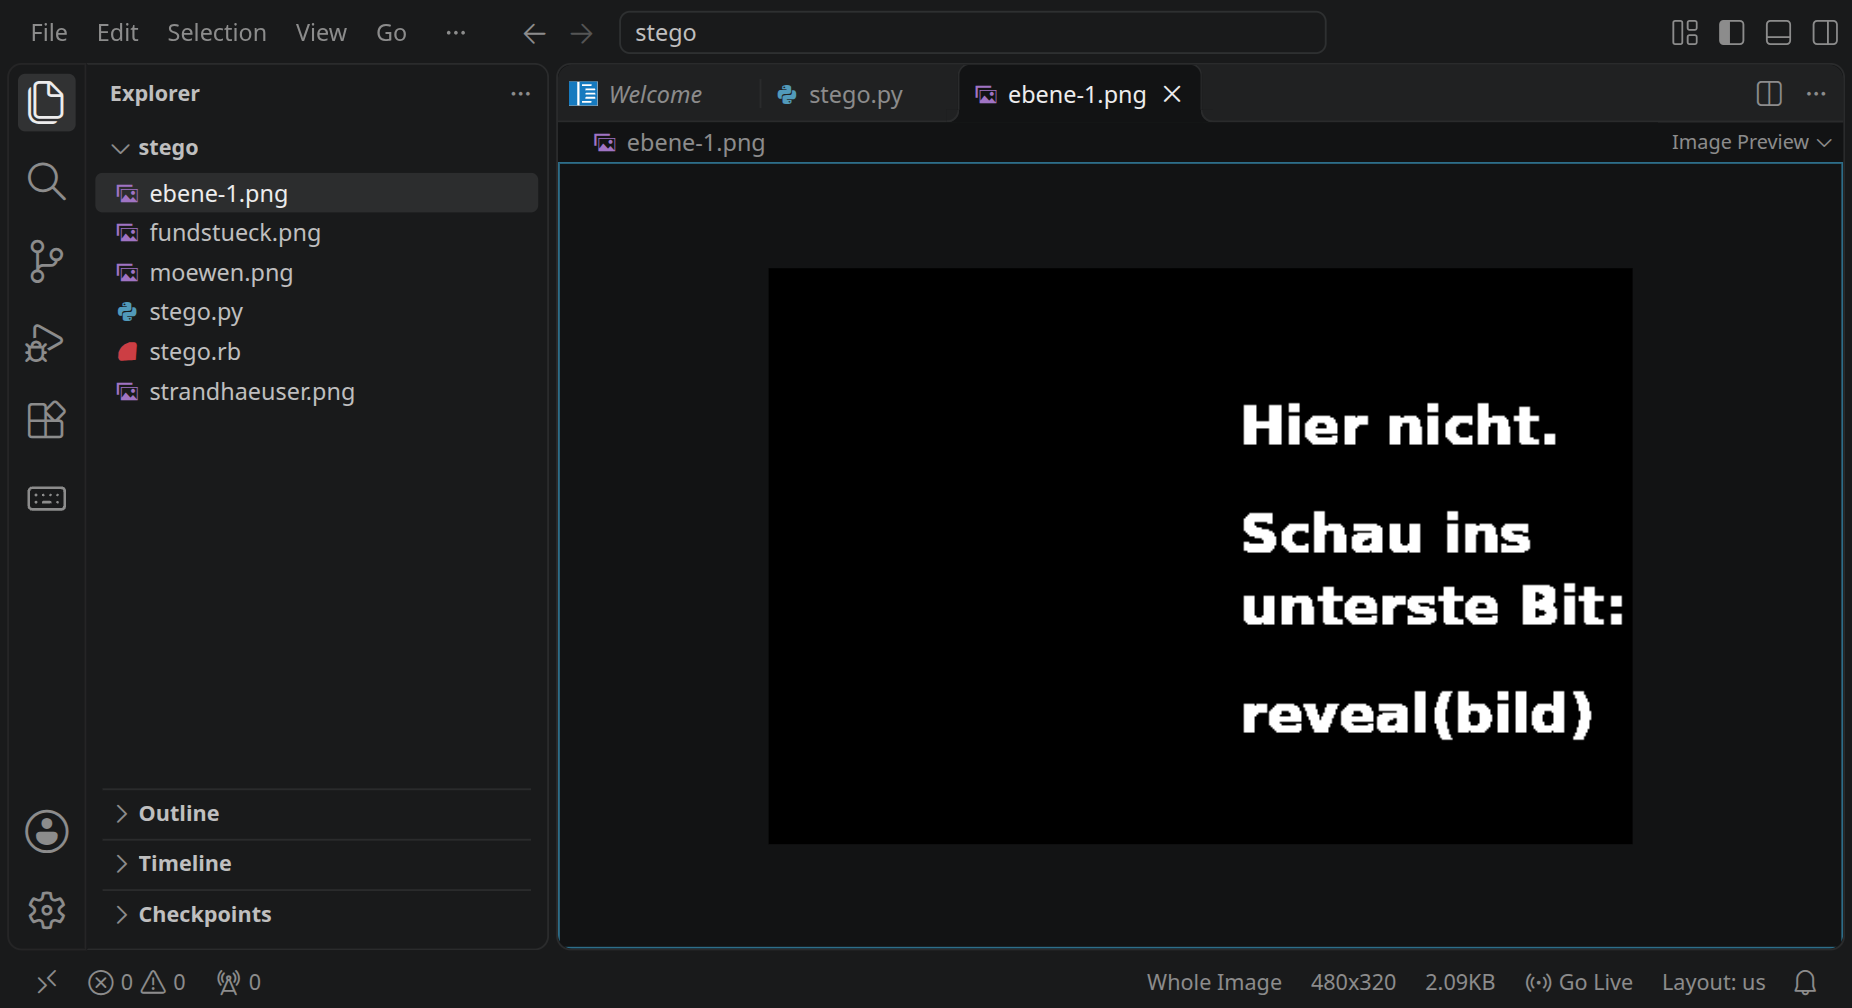 File Edit Selection View Go ···
stego
Explorer ···
stego
ebene-1.png
fundstueck.png
moewen.png
stego.py
stego.rb
strandhaeuser.png
Outline
Timeline
Checkpoints
Welcome stego.py ebene-1.png ···
ebene-1.png Image Preview
Hier nicht.
Schau ins
unterste Bit:
reveal(bild)
0 0 0 Whole Image 480x320 2.09KB Go Live Layout: us